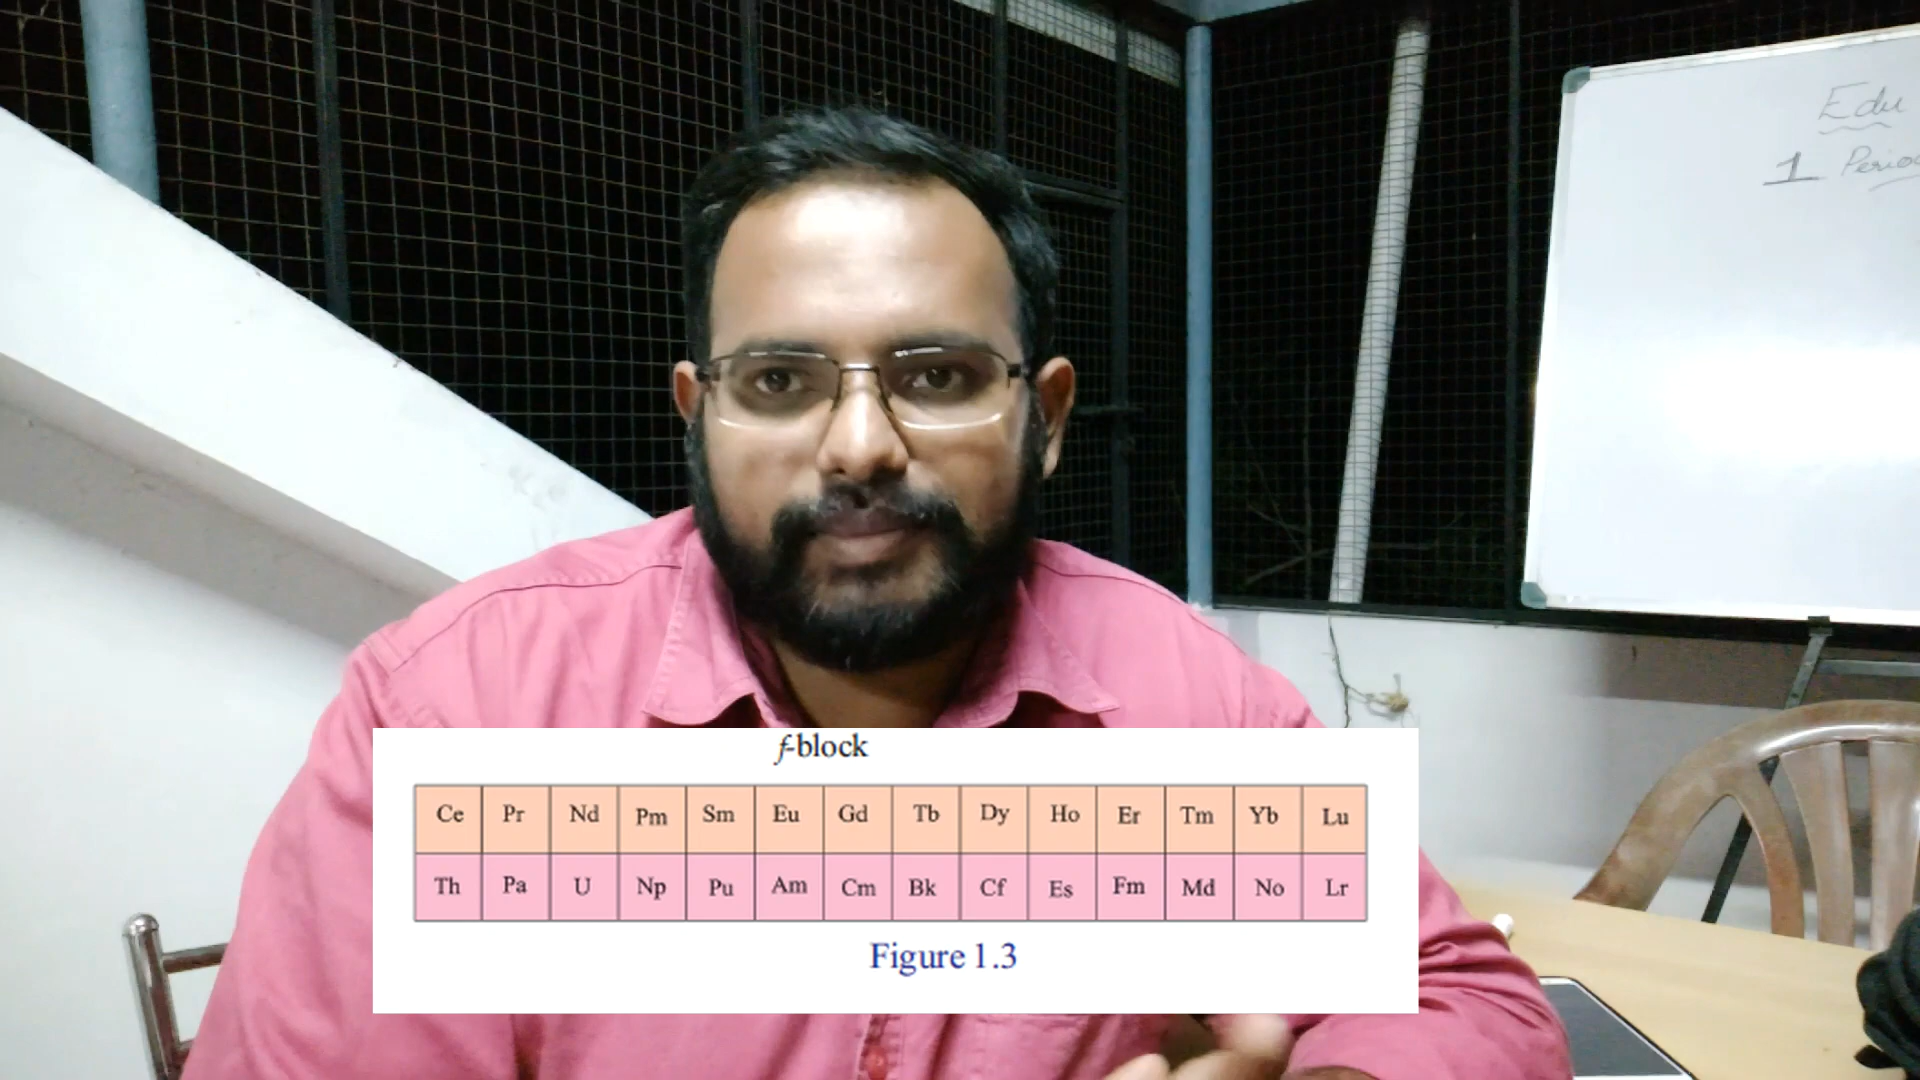 Edu
1 Perio
f-block
Ce Pr Nd Pm Sm Eu Gd Tb Dy Ho Er Tm Yb Lu
Th Pa U Np Pu Am Cm Bk Cf Es Fm Md No Lr
Figure 1.3